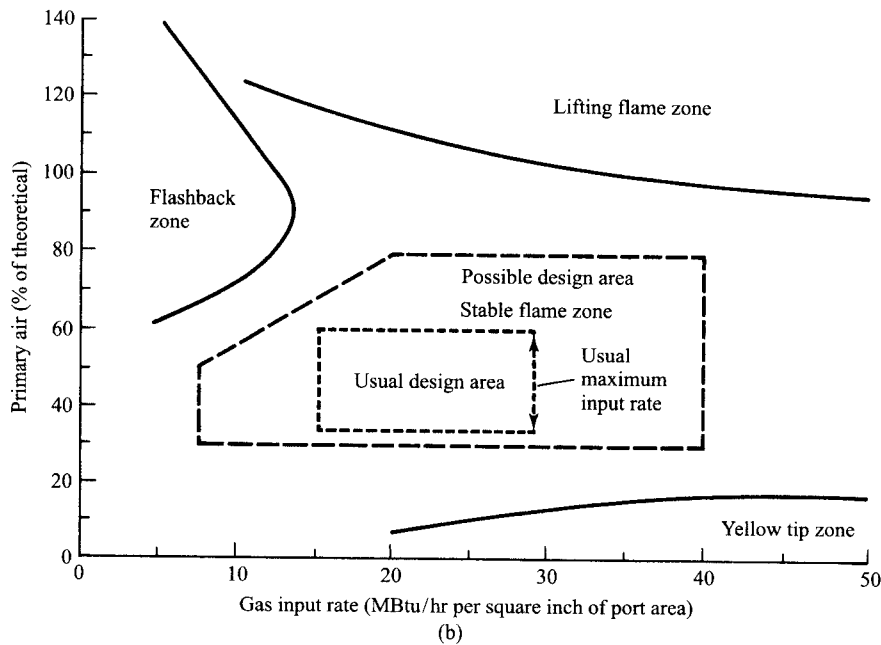 140
120
100
80
60
40
20
0
Primary air (% of theoretical)
Lifting flame zone
Flashback
zone
Possible design area
Stable flame zone
Usual design area
Usual
maximum
input rate
Yellow tip zone
0
10
20
30
40
50
Gas input rate (MBtu/hr per square inch of port area)
(b)